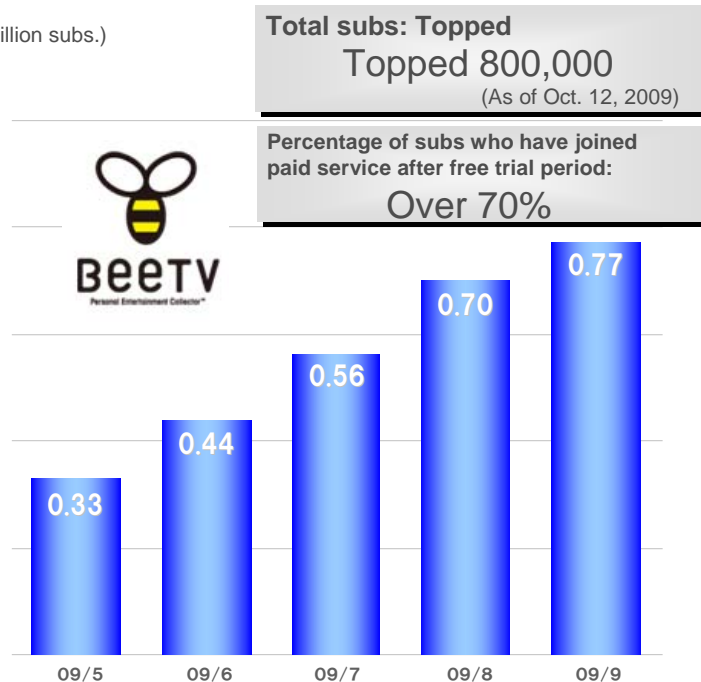 illion subs.)
Total subs: Topped
Topped 800,000
(As of Oct. 12, 2009)
Percentage of subs who have joined
paid service after free trial period:
Over 70%
BeeTV
Personal Entertainment Collector™
0.33
0.44
0.56
0.70
0.77
09/5
09/6
09/7
09/8
09/9